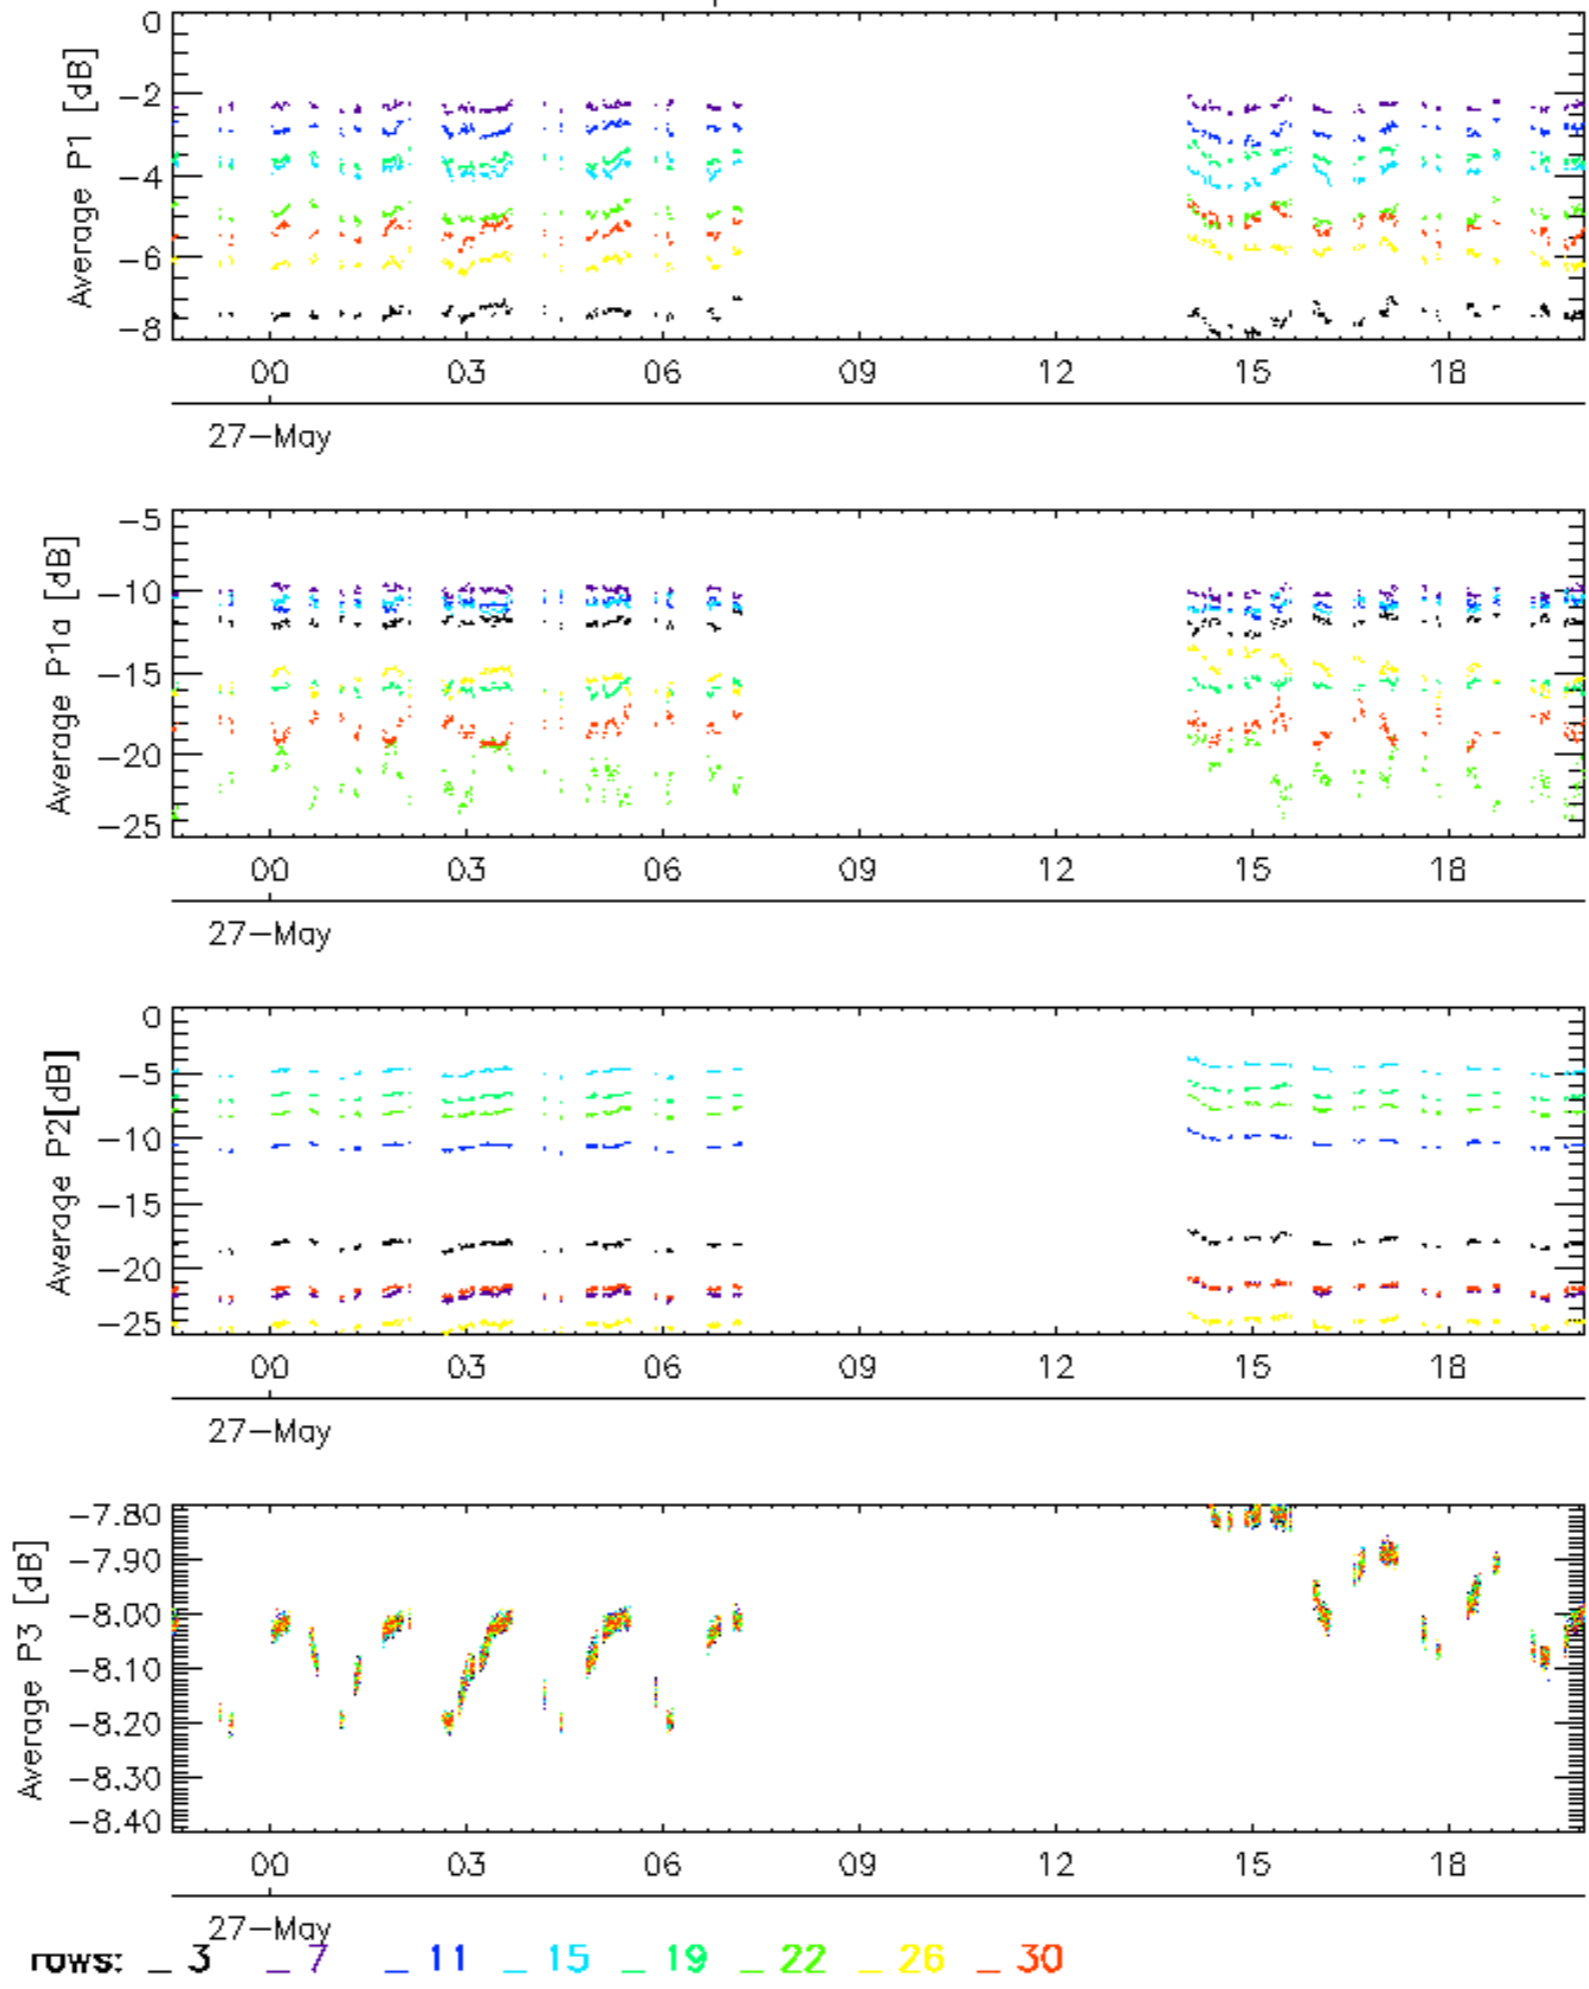 Average P1 [dB]
0
−2
−4
−6
−8
00 03 06 09 12 15 18
27−May
Average P1a [dB]
−5
−10
−15
−20
−25
00 03 06 09 12 15 18
27−May
Average P2[dB]
0
−5
−10
−15
−20
−25
00 03 06 09 12 15 18
27−May
Average P3 [dB]
−7.80
−7.90
−8.00
−8.10
−8.20
−8.30
−8.40
00 03 06 09 12 15 18
27−May
rows: _ 3 _ 7 _ 11 _ 15 _ 19 _ 22 _ 26 _ 30